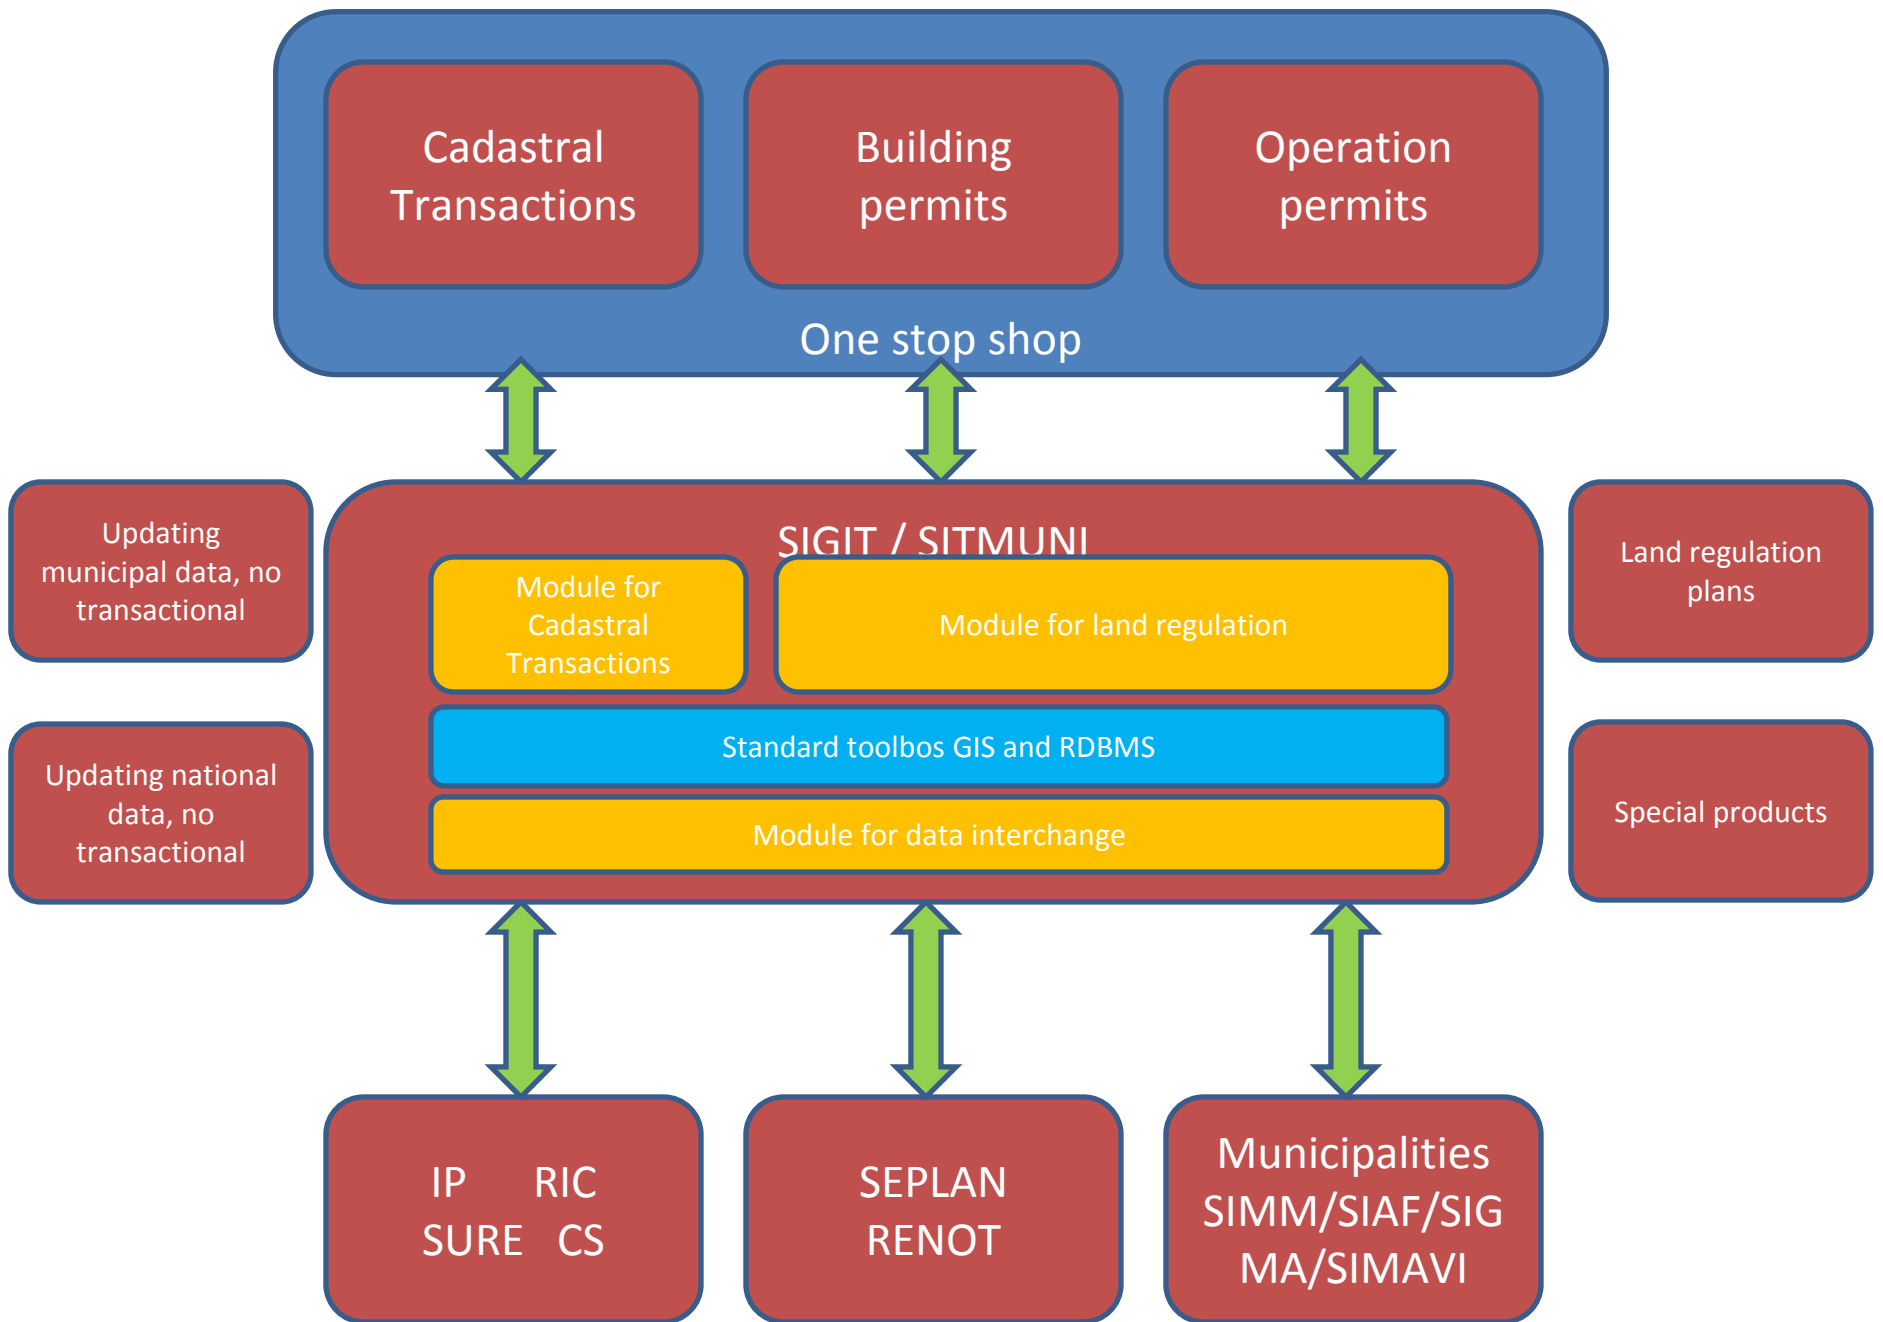 Cadastral
Transactions
Building
permits
Operation
permits
One stop shop
Updating
municipal data, no
transactional
Updating national
data, no
transactional
SIGIT / SITMUNI
Module for
Cadastral
Transactions
Module for land regulation
Standard toolbos GIS and RDBMS
Module for data interchange
Land regulation
plans
Special products
IP RIC
SURE CS
SEPLAN
RENOT
Municipalities
SIMM/SIAF/SIG
MA/SIMAVI